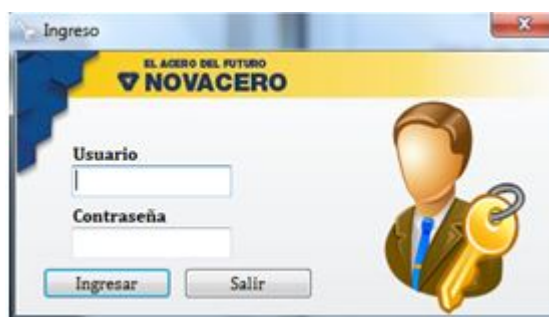 Ingreso
EL ACERO DEL FUTURO
NOVACERO
Usuario
Contraseña
Ingresar
Salir